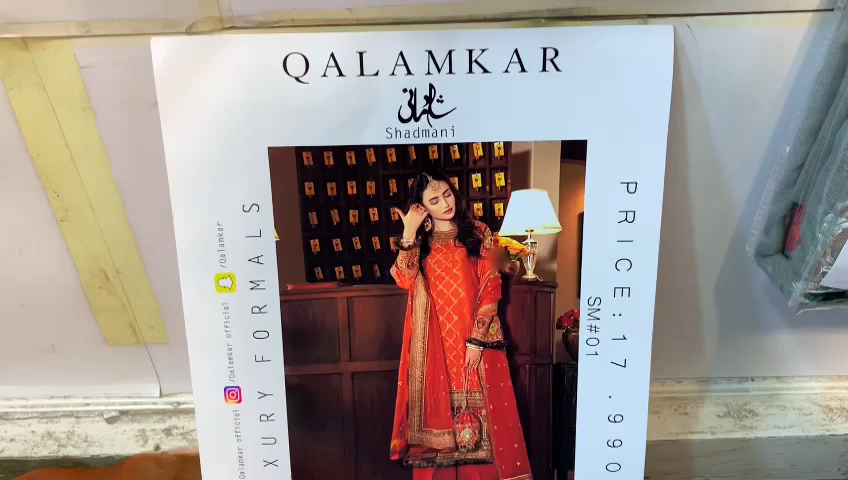 QALAMKAR
شادمانی
Shadmani
PRICE:17.990
SM#01
XURY FORMALS
/Qalamkar
/Qalamkar official
Qalamkar official